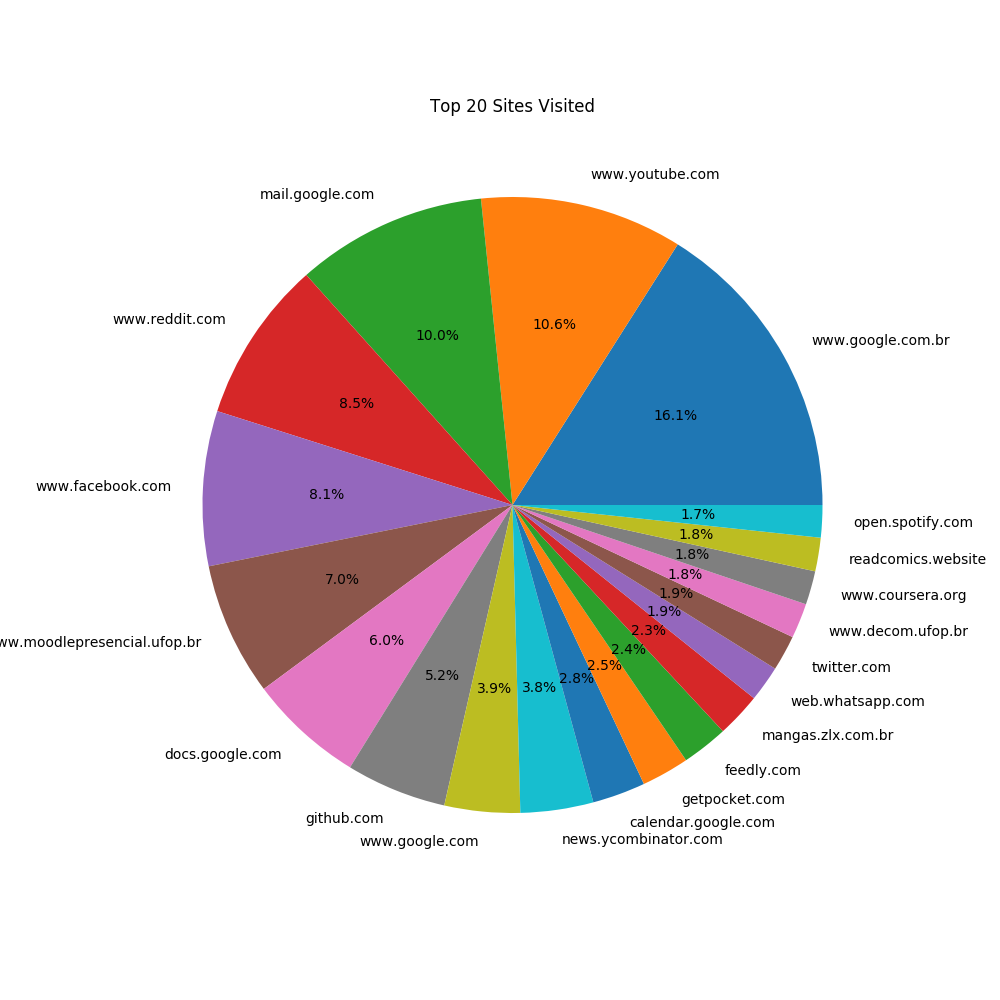 Top 20 Sites Visited
www.google.com.br
16.1%
www.youtube.com
10.6%
mail.google.com
10.0%
www.reddit.com
8.5%
www.facebook.com
8.1%
ww.moodlepresencial.ufop.br
7.0%
docs.google.com
6.0%
github.com
5.2%
www.google.com
3.9%
news.ycombinator.com
3.8%
calendar.google.com
2.8%
getpocket.com
2.5%
feedly.com
2.4%
mangas.zlx.com.br
2.3%
web.whatsapp.com
1.9%
twitter.com
1.9%
www.decom.ufop.br
1.8%
www.coursera.org
1.8%
readcomics.website
1.8%
open.spotify.com
1.7%